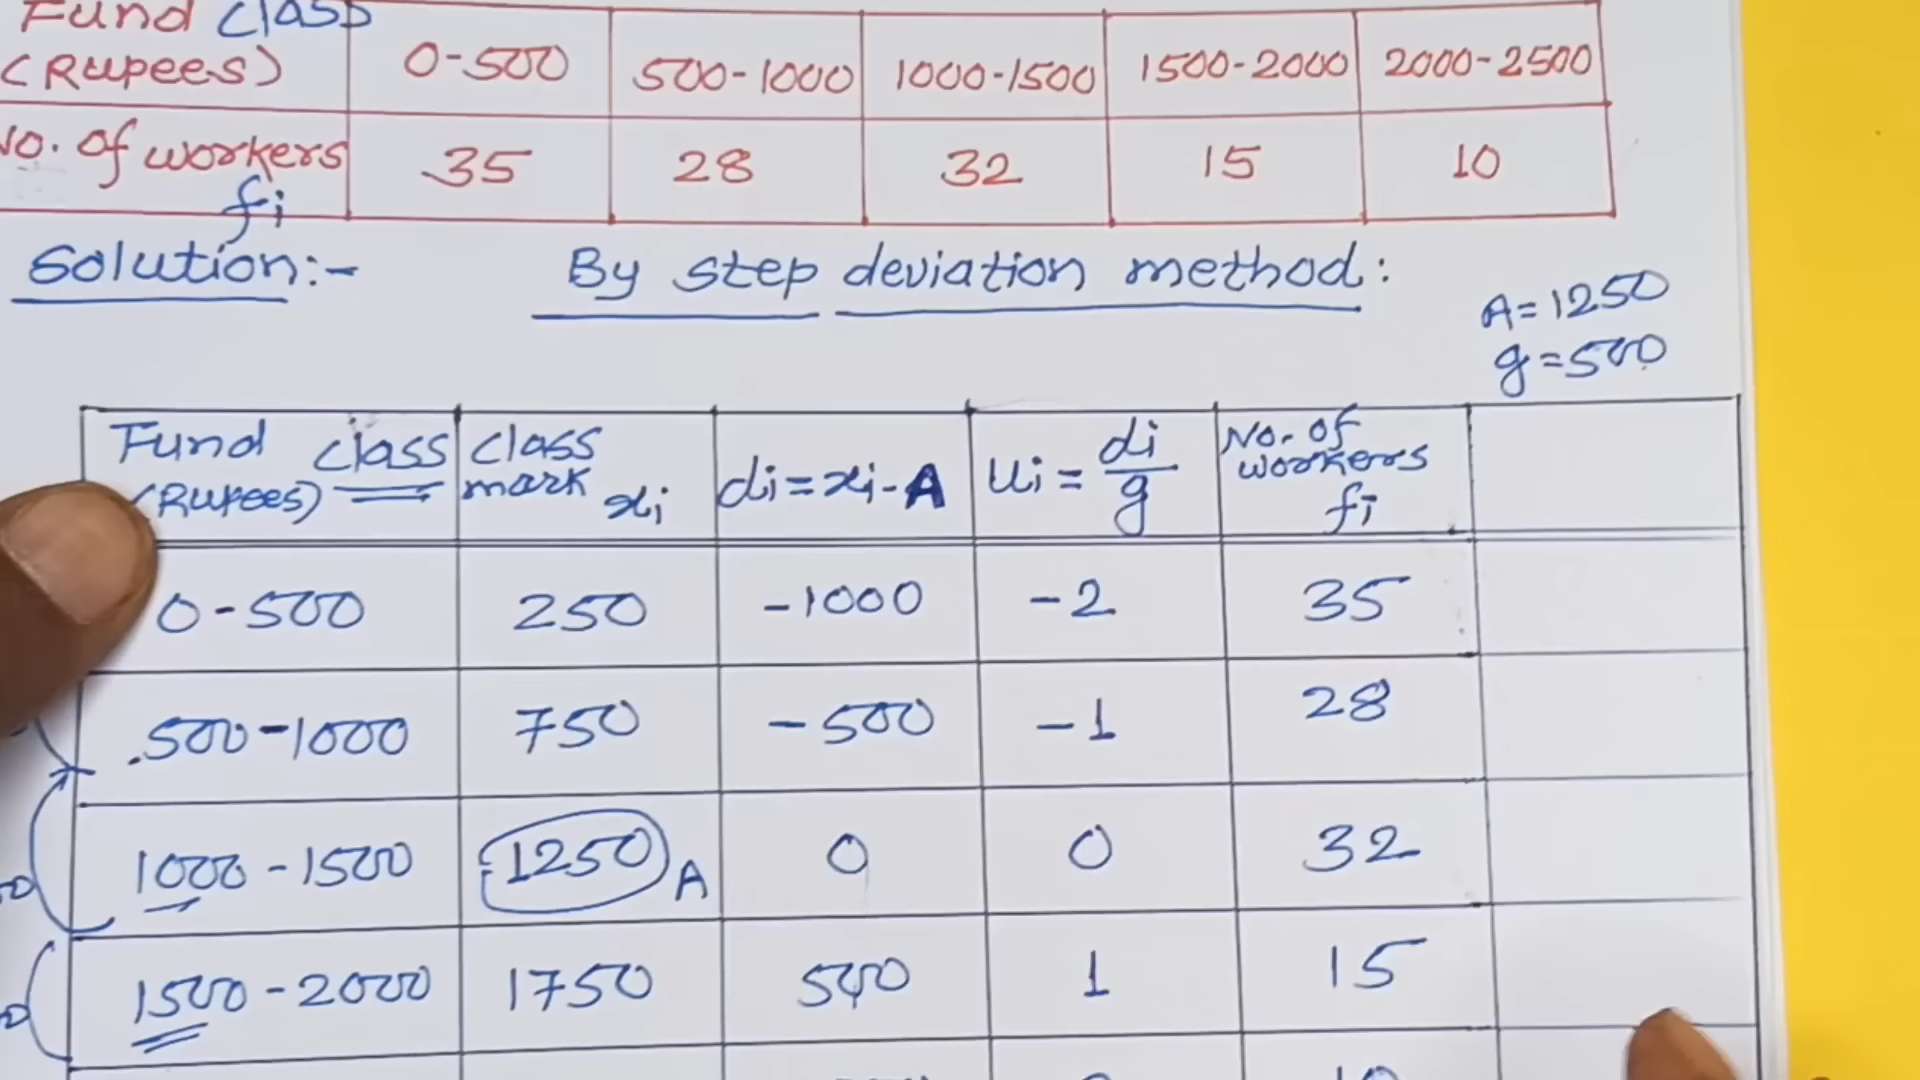 Fund class
(Rupees) 0-500 500-1000 1000-1500 1500-2000 2000-2500
No. of workers 35 28 32 15 10
fi
Solution:- By step deviation method:
A=1250
g=500
Fund class class di=xi-A ui=di/g No. of
(Rupees) mark xi workers
fi
0-500 250 -1000 -2 35
500-1000 750 -500 -1 28
1000-1500 1250 A 0 0 32
1500-2000 1750 500 1 15